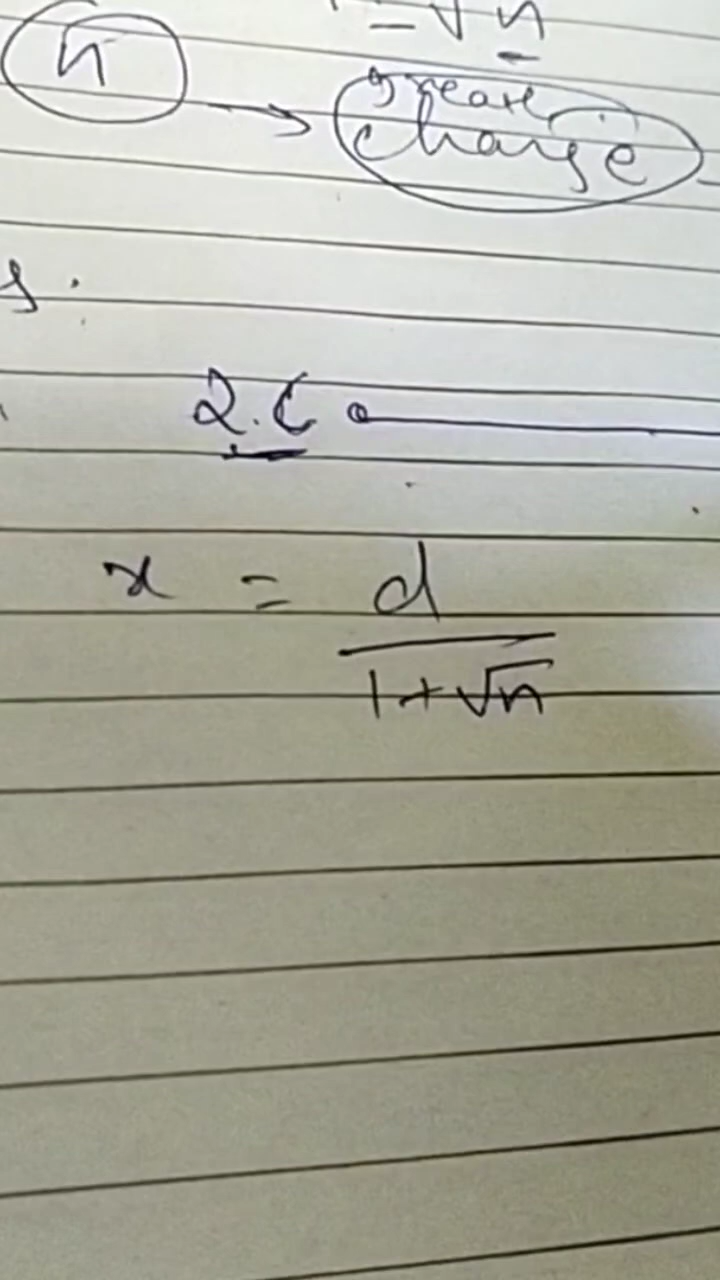 - √n
n → greater
charge
s.
2.C
x = d
1+√n